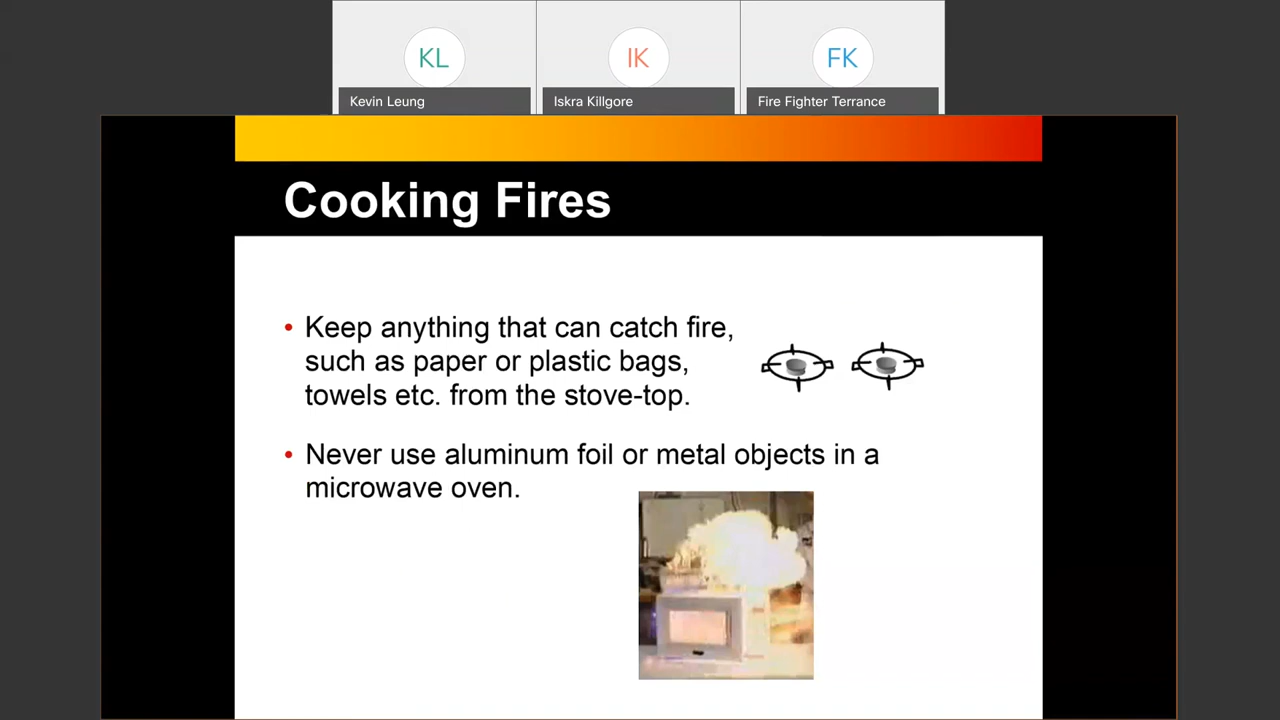 KL
IK
FK
Kevin Leung
Iskra Killgore
Fire Fighter Terrance
Cooking Fires
• Keep anything that can catch fire,
such as paper or plastic bags,
towels etc. from the stove-top.
• Never use aluminum foil or metal objects in a
microwave oven.